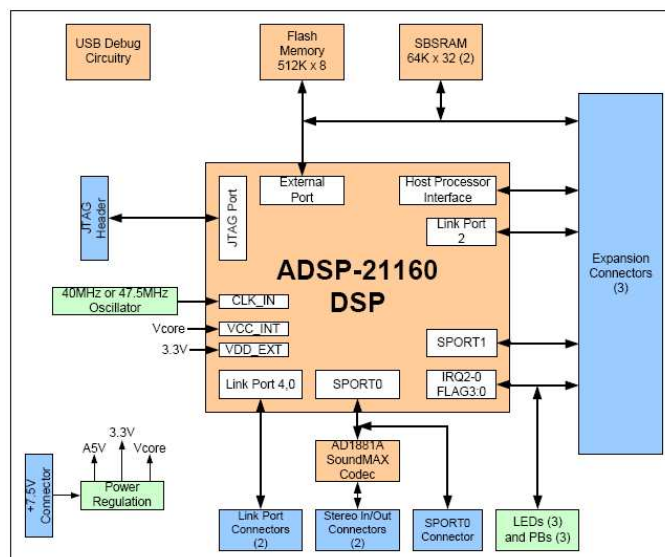 USB Debug
Circuitry
Flash
Memory
512K x 8
SBSRAM
64K x 32 (2)
External
Port
Host Processor
Interface
JTAG
Header
JTAG Port
Link Port
2
Expansion
Connectors
(3)
ADSP-21160
DSP
40MHz or 47.5MHz
Oscillator
CLK_IN
Vcore
VCC_INT
3.3V
VDD_EXT
SPORT1
Link Port 4,0
SPORT0
IRQ2-0
FLAG3:0
AD1881A
SoundMAX
Codec
+7.5V
Connector
A5V
3.3V
Vcore
Power
Regulation
Link Port
Connectors
(2)
Stereo In/Out
Connectors
(2)
SPORT0
Connector
LEDs (3)
and PBs (3)